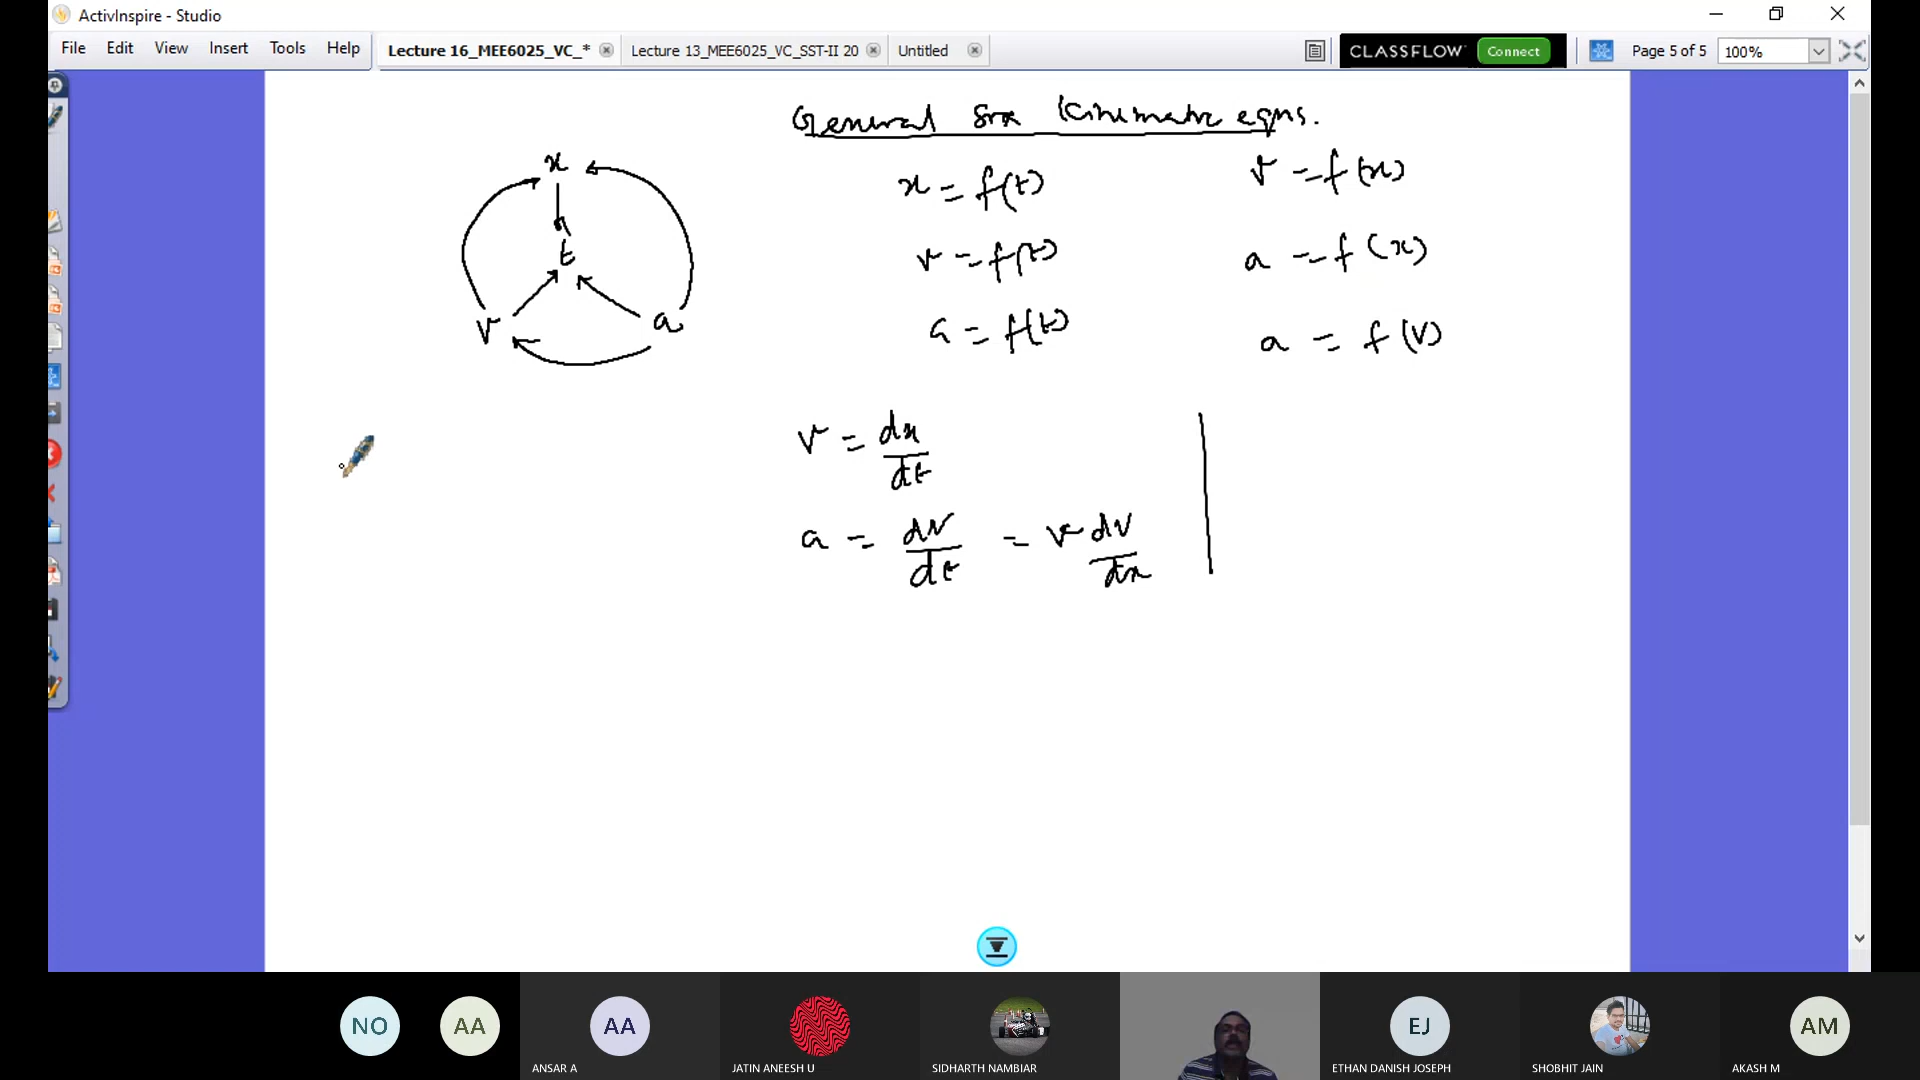 ActivInspire - Studio
File Edit View Insert Tools Help Lecture 16_MEE6025_VC_ * Lecture 13_MEE6025_VC_SST-II 20 Untitled CLASSFLOW Connect Page 5 of 5 100%
General Six Kinematic eqns.
x
t
v
a
x = f(t)
v = f(t)
a = f(t)
v = f(x)
a = f(x)
a = f(v)
v = dx/dt
a = dv/dt = v dv/dx
NO AA AA EJ AM
ANSAR A JATIN ANEESH U SIDHARTH NAMBIAR ETHAN DANISH JOSEPH SHOBHIT JAIN AKASH M